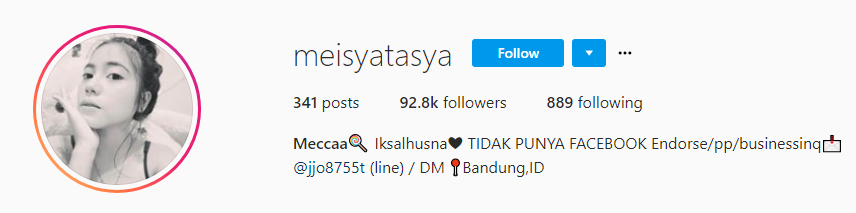 meisyatasya Follow
341 posts 92.8k followers 889 following
Meccaa🍭 Iksalhusna🖤 TIDAK PUNYA FACEBOOK Endorse/pp/businessinq📩
@jjo8755t (line) / DM 📍Bandung,ID